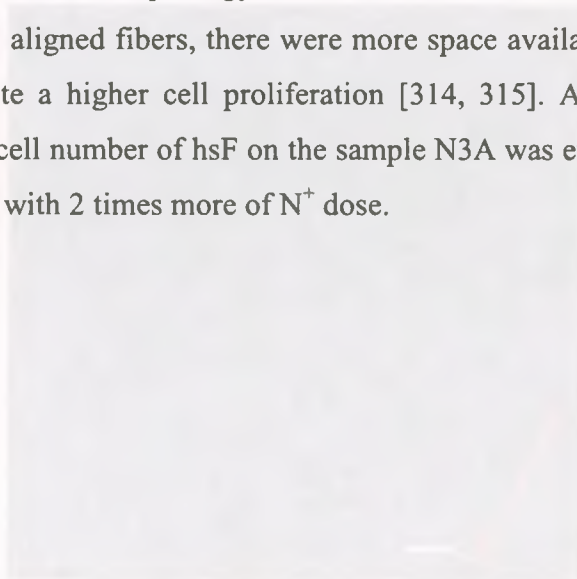 aligned fibers, there were more space availa
te a higher cell proliferation [314, 315]. A
cell number of hsF on the sample N3A was e
with 2 times more of N⁺ dose.